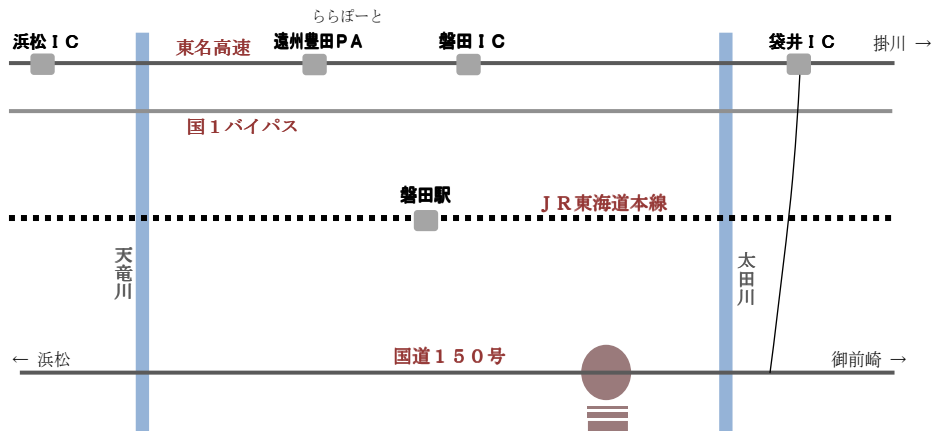 ららぽーと
浜松ＩＣ
東名高速
遠州豊田ＰＡ
磐田ＩＣ
袋井ＩＣ
掛川 →
国１バイパス
磐田駅
ＪＲ東海道本線
天竜川
太田川
← 浜松
国道１５０号
御前崎 →